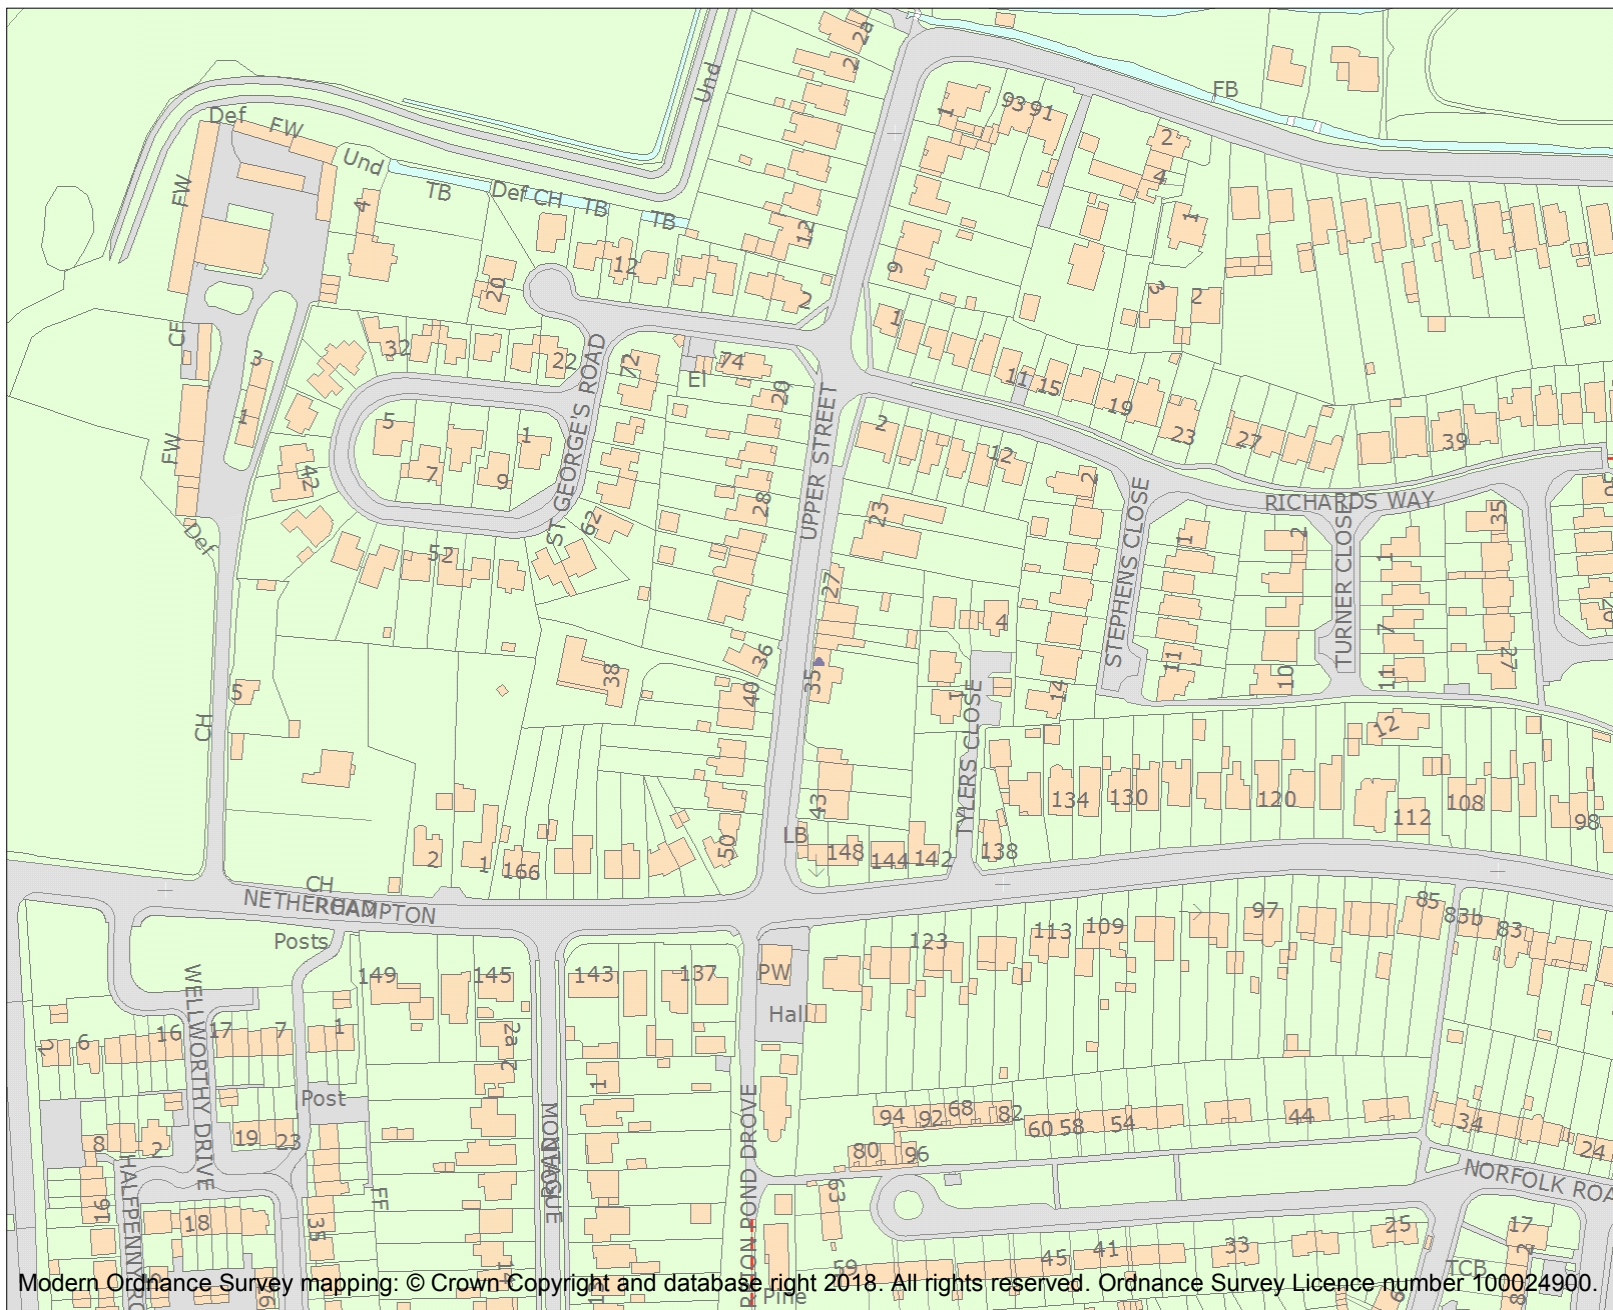 2a
2
Und
FB
Def
FW
1
93
91
2
Und
FW
TB
Def
CH
TB
TB
4
4
1
12
12
9
20
3
2
2
CF
1
32
22
72
74
3
El
20
11
15
19
ST GEORGE'S ROAD
UPPER STREET
5
1
1
2
23
27
39
FW
42
7
9
12
2
28
23
RICHARDS WAY
35
62
Def
52
STEPHENS CLOSE
1
2
TURNER CLOSE
1
27
4
7
36
38
35
11
10
11
27
5
40
1
14
CH
TYLERS CLOSE
12
43
134
130
120
112
108
98
LB
50
148
144
142
138
2
1
166
CH
NETHERHAMPTON
ROAD
85
83b
83
97
Posts
113
109
123
149
145
143
137
PW
WELLWORTHY DRIVE
Hall
2
6
16
17
7
1
2a
2
1
Post
94
92
68
82
60
58
54
44
34
8
2
19
23
80
96
24
HALFPENNY RO
MONTAGUE
ROAD
NORFOLK ROA
FF
63
16
18
35
25
17
2
59
45
41
33
TCB
Pine
Modern Ordnance Survey mapping: © Crown Copyright and database right 2018. All rights reserved. Ordnance Survey Licence number 100024900.